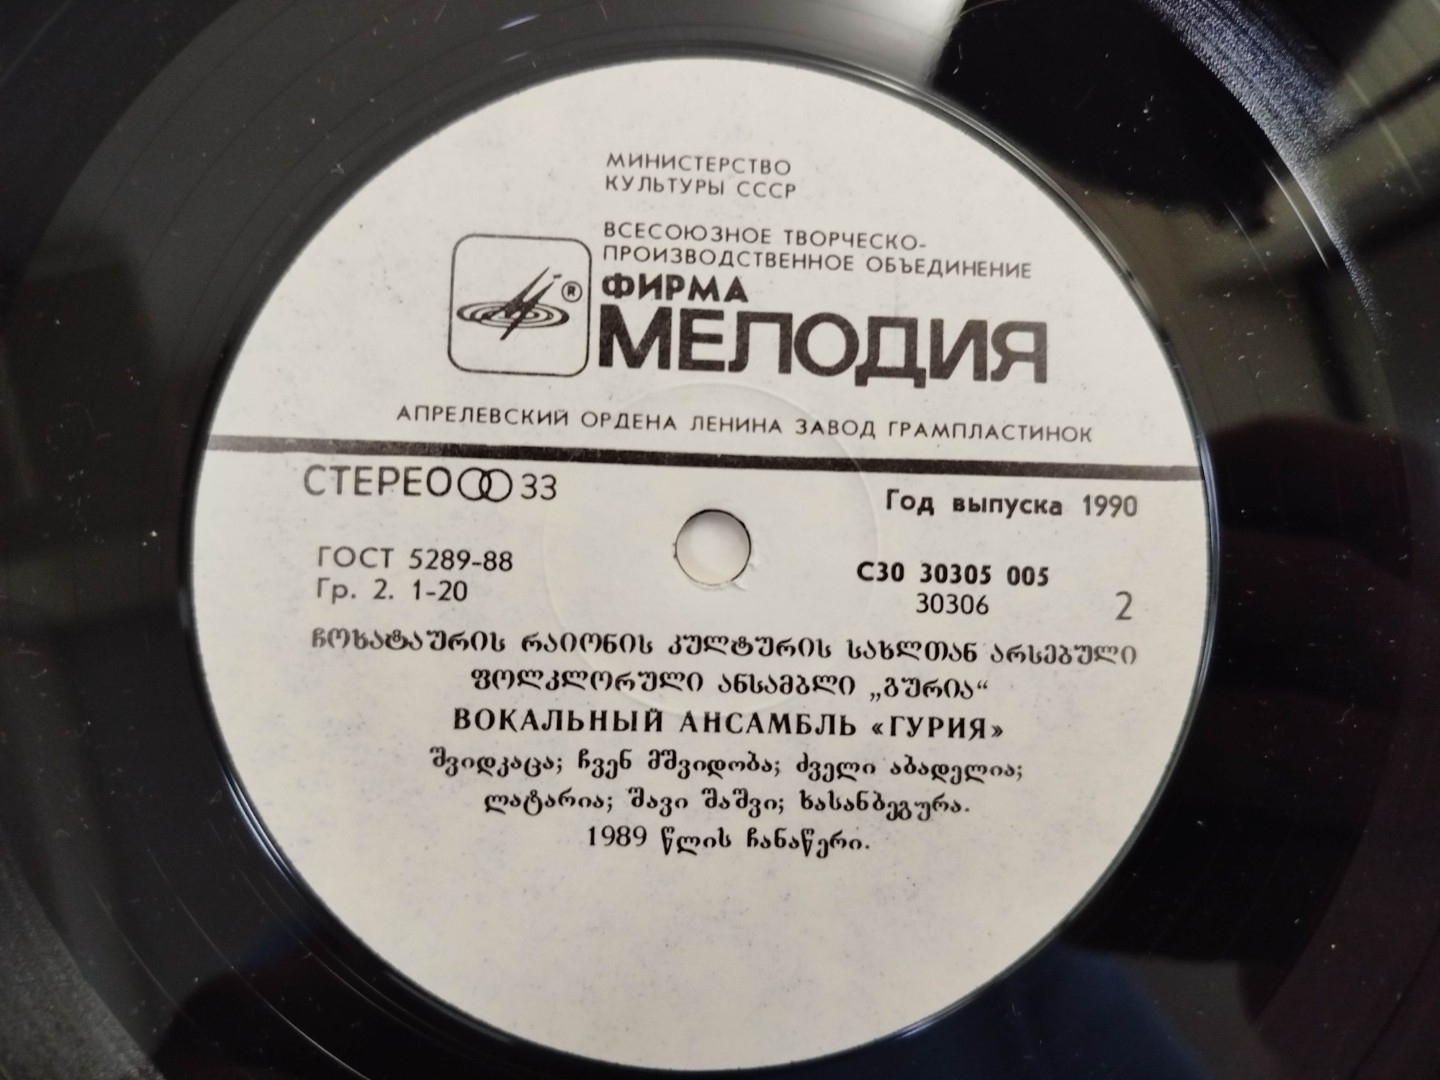 МИНИСТЕРСТВО
КУЛЬТУРЫ СССР
ВСЕСОЮЗНОЕ ТВОРЧЕСКО-
ПРОИЗВОДСТВЕННОЕ ОБЪЕДИНЕНИЕ
ФИРМА
®
МЕЛОДИЯ
АПРЕЛЕВСКИЙ ОРДЕНА ЛЕНИНА ЗАВОД ГРАМПЛАСТИНОК
СТЕРЕО 33
Год выпуска 1990
ГОСТ 5289-88
Гр. 2. 1-20
С30 30305 005
30306
2
ჩოხატაურის რაიონის კულტურის სახლთან არსებული
ფოლკლორული ანსამბლი „გურია“
ВОКАЛЬНЫЙ АНСАМБЛЬ «ГУРИЯ»
შვიდკაცა; ჩვენ მშვიდობა; ძველი აბადელია;
ლატარია; შავი შაშვი; ხასანბეგურა.
1989 წლის ჩანაწერი.